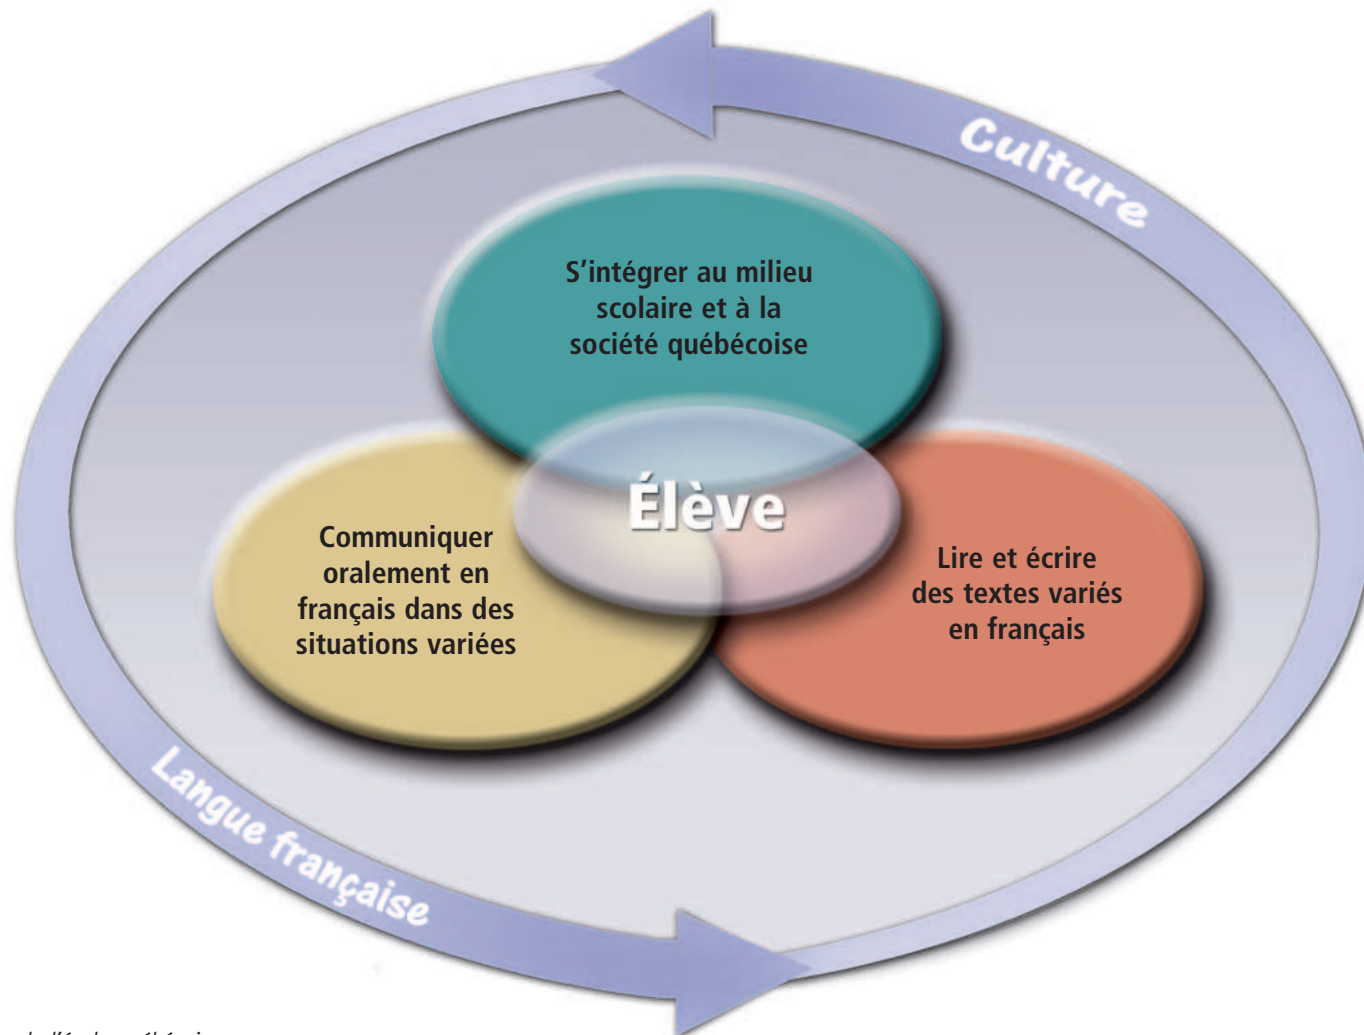 Culture
S'intégrer au milieu
scolaire et à la
société québécoise
Élève
Communiquer
oralement en
français dans des
situations variées
Lire et écrire
des textes variés
en français
Langue française